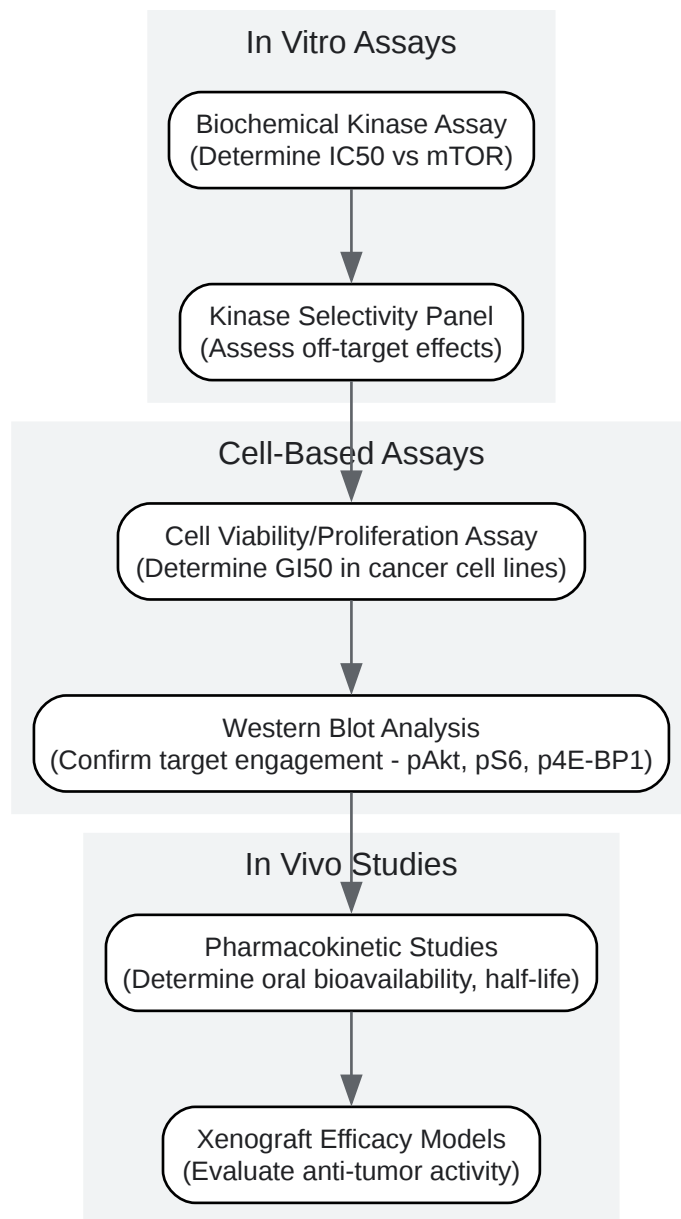 In Vitro Assays
Biochemical Kinase Assay
(Determine IC50 vs mTOR)
Kinase Selectivity Panel
(Assess off-target effects)
Cell-Based Assays
Cell Viability/Proliferation Assay
(Determine GI50 in cancer cell lines)
Western Blot Analysis
(Confirm target engagement - pAkt, pS6, p4E-BP1)
In Vivo Studies
Pharmacokinetic Studies
(Determine oral bioavailability, half-life)
Xenograft Efficacy Models
(Evaluate anti-tumor activity)